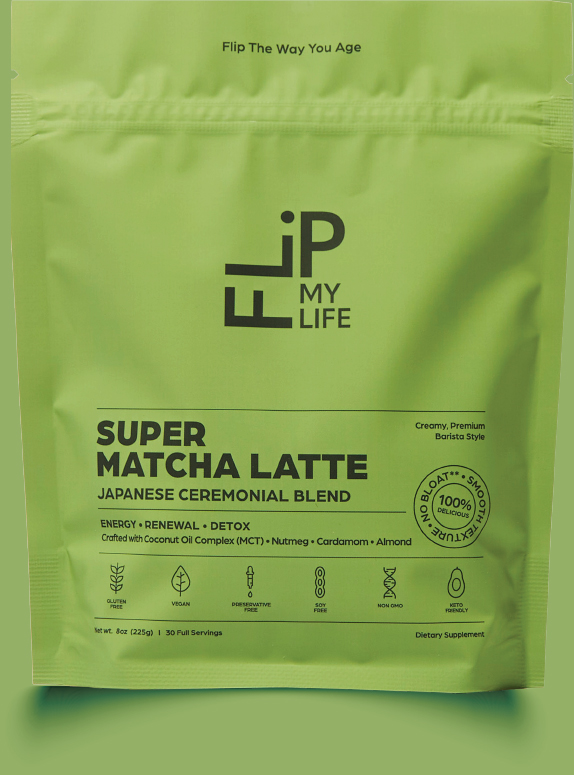 Flip The Way You Age
FLiP
MY
LIFE
SUPER
MATCHA LATTE
JAPANESE CEREMONIAL BLEND
Creamy, Premium
Barista Style
NO BLOAT** • SMOOTH TEXTURE •
100%
DELICIOUS
ENERGY • RENEWAL • DETOX
Crafted with Coconut Oil Complex (MCT) • Nutmeg • Cardamom • Almond
GLUTEN
FREE
VEGAN
PRESERVATIVE
FREE
SOY
FREE
NON GMO
KETO
FRIENDLY
Net wt. 8oz (225g) | 30 Full Servings
Dietary Supplement